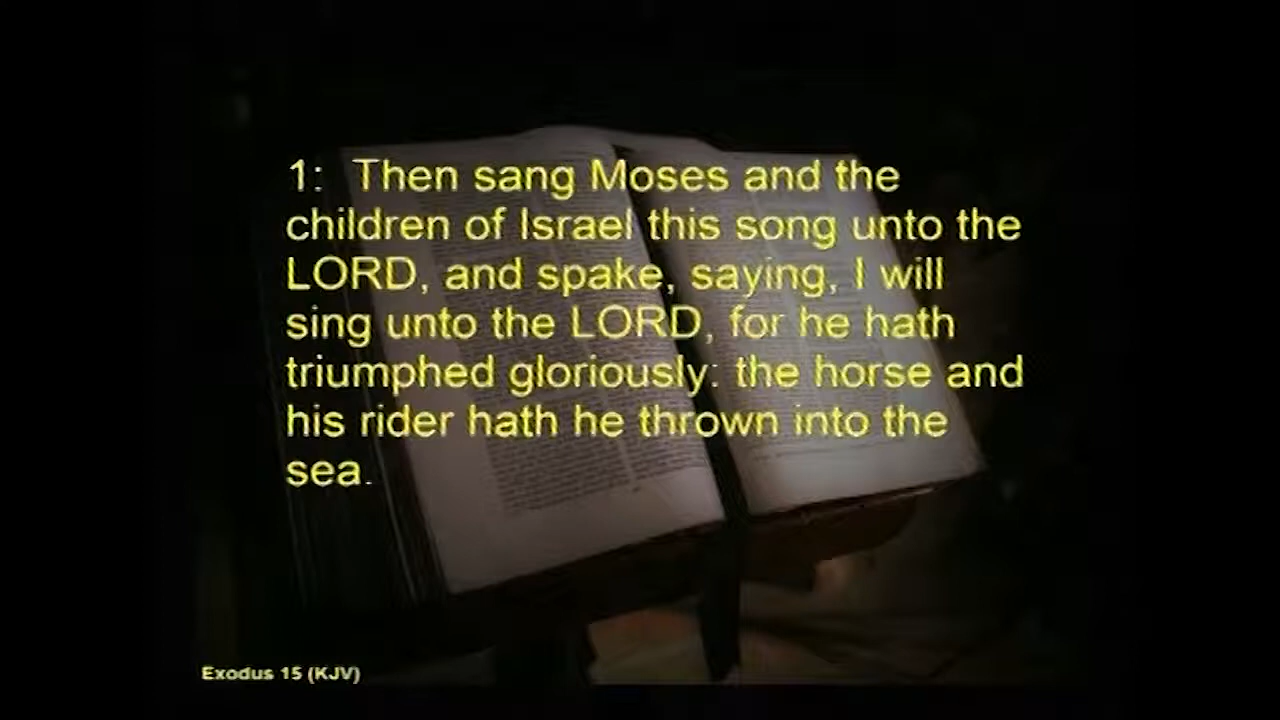 1: Then sang Moses and the
children of Israel this song unto the
LORD, and spake, saying, I will
sing unto the LORD, for he hath
triumphed gloriously: the horse and
his rider hath he thrown into the
sea.
Exodus 15 (KJV)